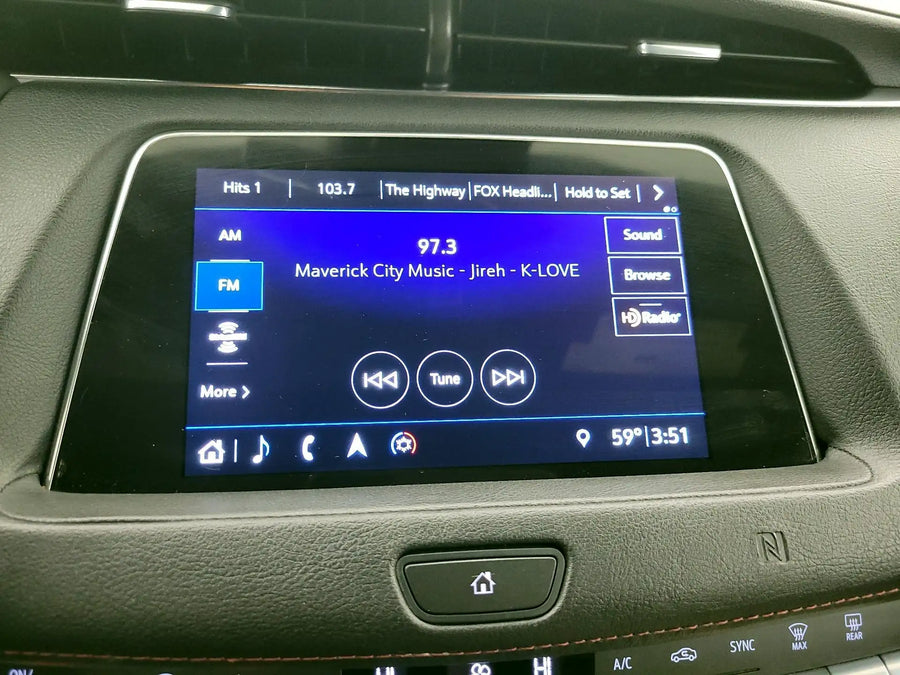 Hits 1 103.7 The Highway FOX Headli... Hold to Set
AM
97.3
Sound
Maverick City Music - Jireh - K-LOVE
Browse
FM
HD Radio
Tune
More
59° 3:51
A/C
SYNC
MAX
REAR
HI